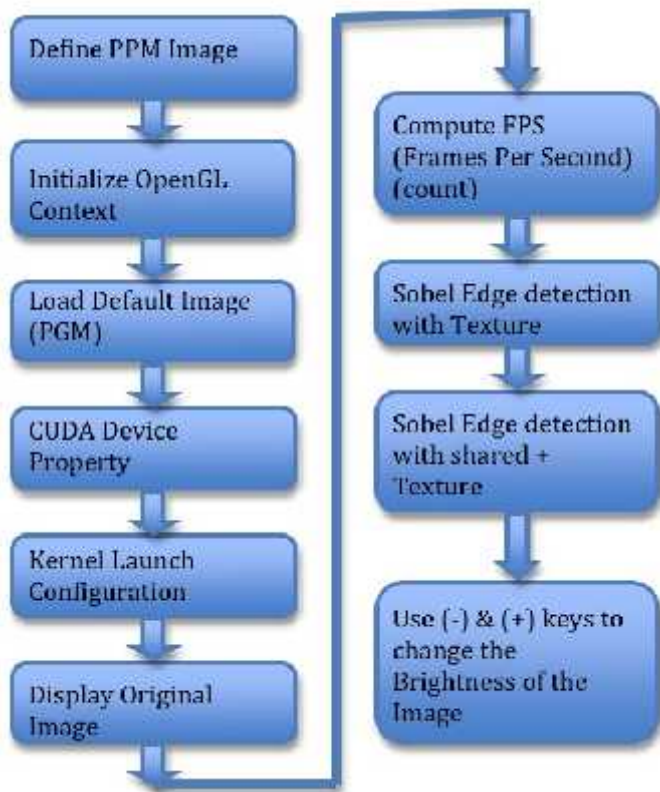 Define PPM Image
Initialize OpenGL
Context
Load Default Image
(PGM)
CUDA Device
Property
Kernel Launch
Configuration
Display Original
Image
Compute FPS
(Frames Per Second)
(count)
Sobel Edge detection
with Texture
Sobel Edge detection
with shared +
Texture
Use (-) & (+) keys to
change the
Brightness of the
Image